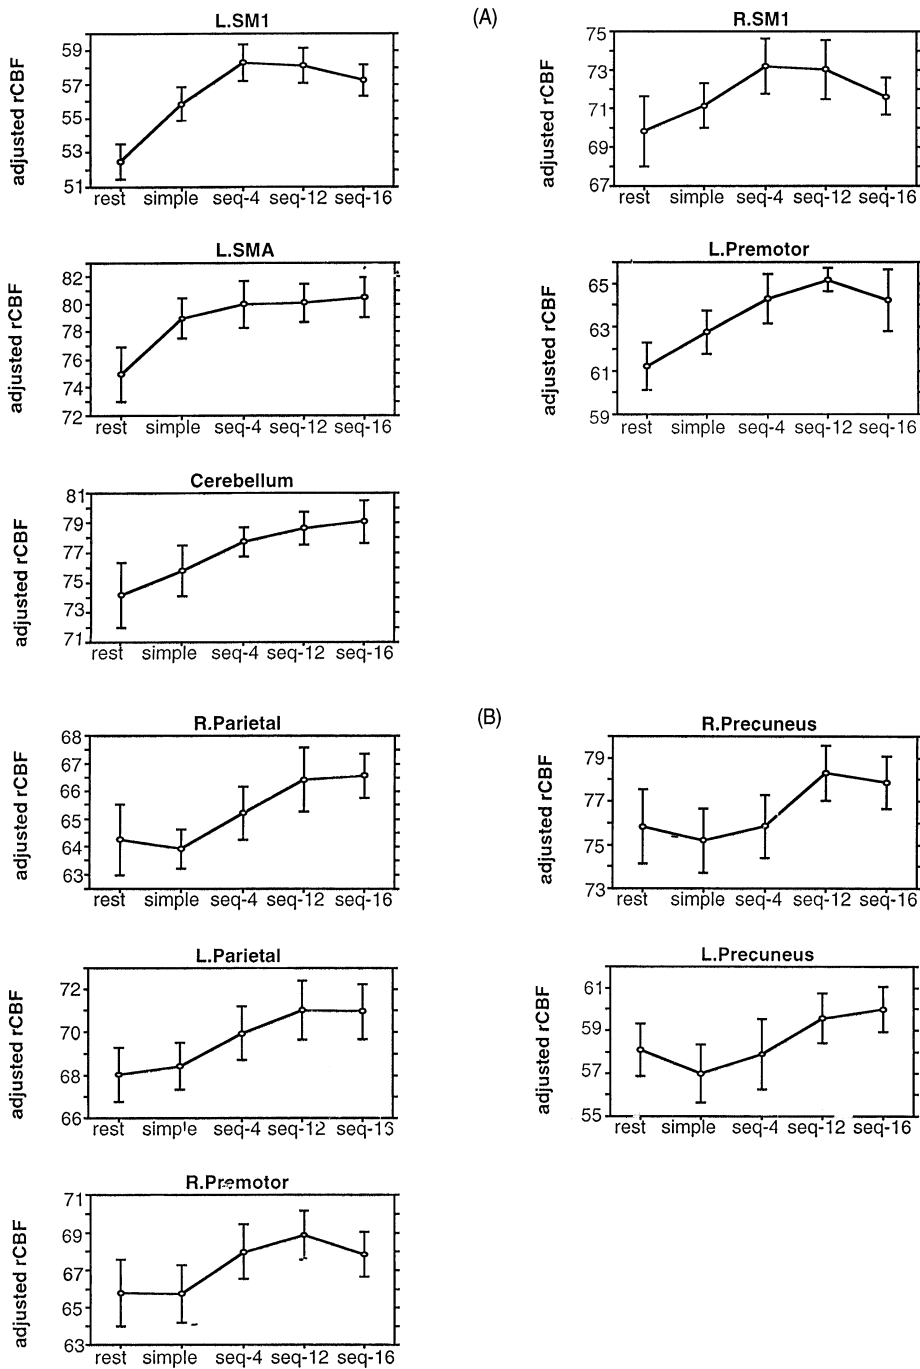 (A)
L.SM1
adjusted rCBF
59
57
55
53
51
rest simple seq-4 seq-12 seq-16
R.SM1
adjusted rCBF
75
73
71
69
67
rest simple seq-4 seq-12 seq-16
L.SMA
adjusted rCBF
82
80
78
76
74
72
rest simple seq-4 seq-12 seq-16
L.Premotor
adjusted rCBF
65
63
61
59
rest simple seq-4 seq-12 seq-16
Cerebellum
adjusted rCBF
81
79
77
75
73
71
rest simple seq-4 seq-12 seq-16
(B)
R.Parietal
adjusted rCBF
68
67
66
65
64
63
rest simple seq-4 seq-12 seq-16
R.Precuneus
adjusted rCBF
79
77
75
73
rest simple seq-4 seq-12 seq-16
L.Parietal
adjusted rCBF
72
70
68
66
rest simple seq-4 seq-12 seq-16
L.Precuneus
adjusted rCBF
61
59
57
55
rest simple seq-4 seq-12 seq-16
R.Premotor
adjusted rCBF
71
69
67
65
63
rest simple seq-4 seq-12 seq-16